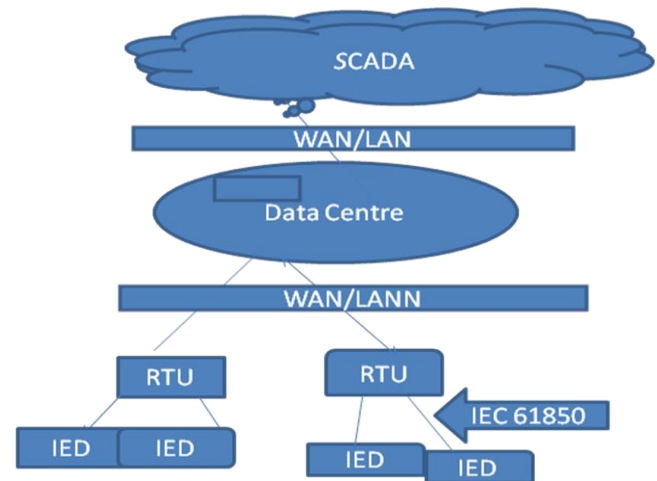 SCADA
WAN/LAN
Data Centre
WAN/LANN
RTU
RTU
IEC 61850
IED
IED
IED
IED